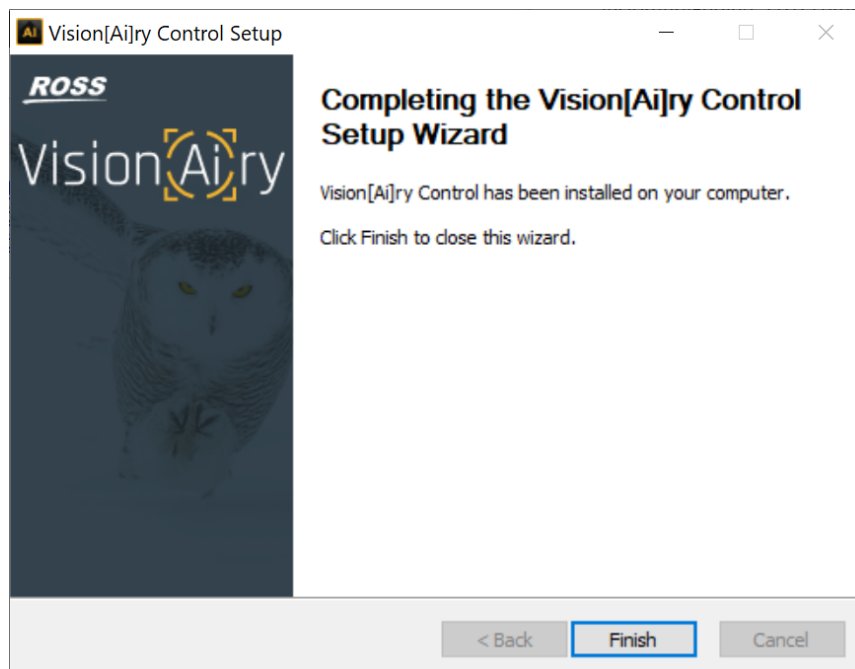 Vision[Ai]ry Control Setup
ROSS
Vision[Ai]ry
Completing the Vision[Ai]ry Control
Setup Wizard
Vision[Ai]ry Control has been installed on your computer.
Click Finish to close this wizard.
< Back
Finish
Cancel